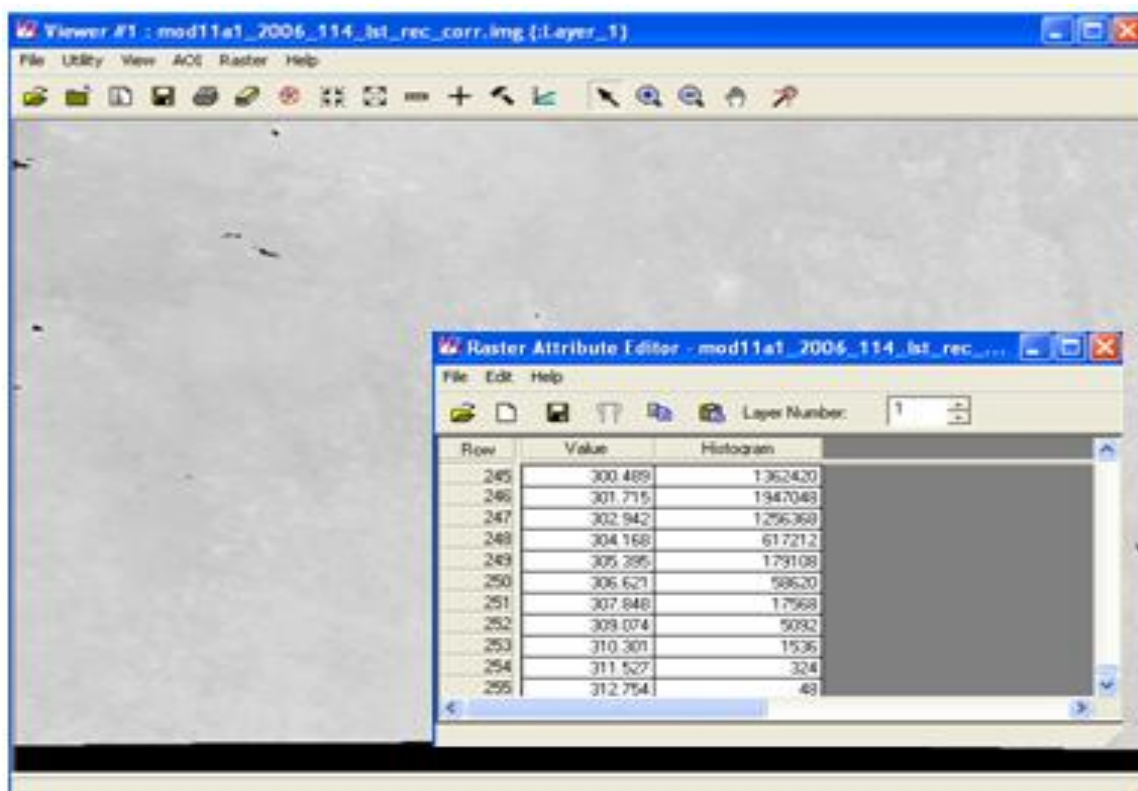 Viewer #1 : mod11a1_2006_114_lst_rec_corr.img (:Layer_1)
File Utility View AOI Raster Help
Raster Attribute Editor - mod11a1_2006_114_lst_rec_...
File Edit Help
Layer Number: 1
Row Value Histogram
245 300.489 1362420
246 301.715 1947048
247 302.942 1256368
248 304.168 617212
249 305.395 179108
250 306.621 58620
251 307.848 17568
252 309.074 5092
253 310.301 1536
254 311.527 324
255 312.754 48